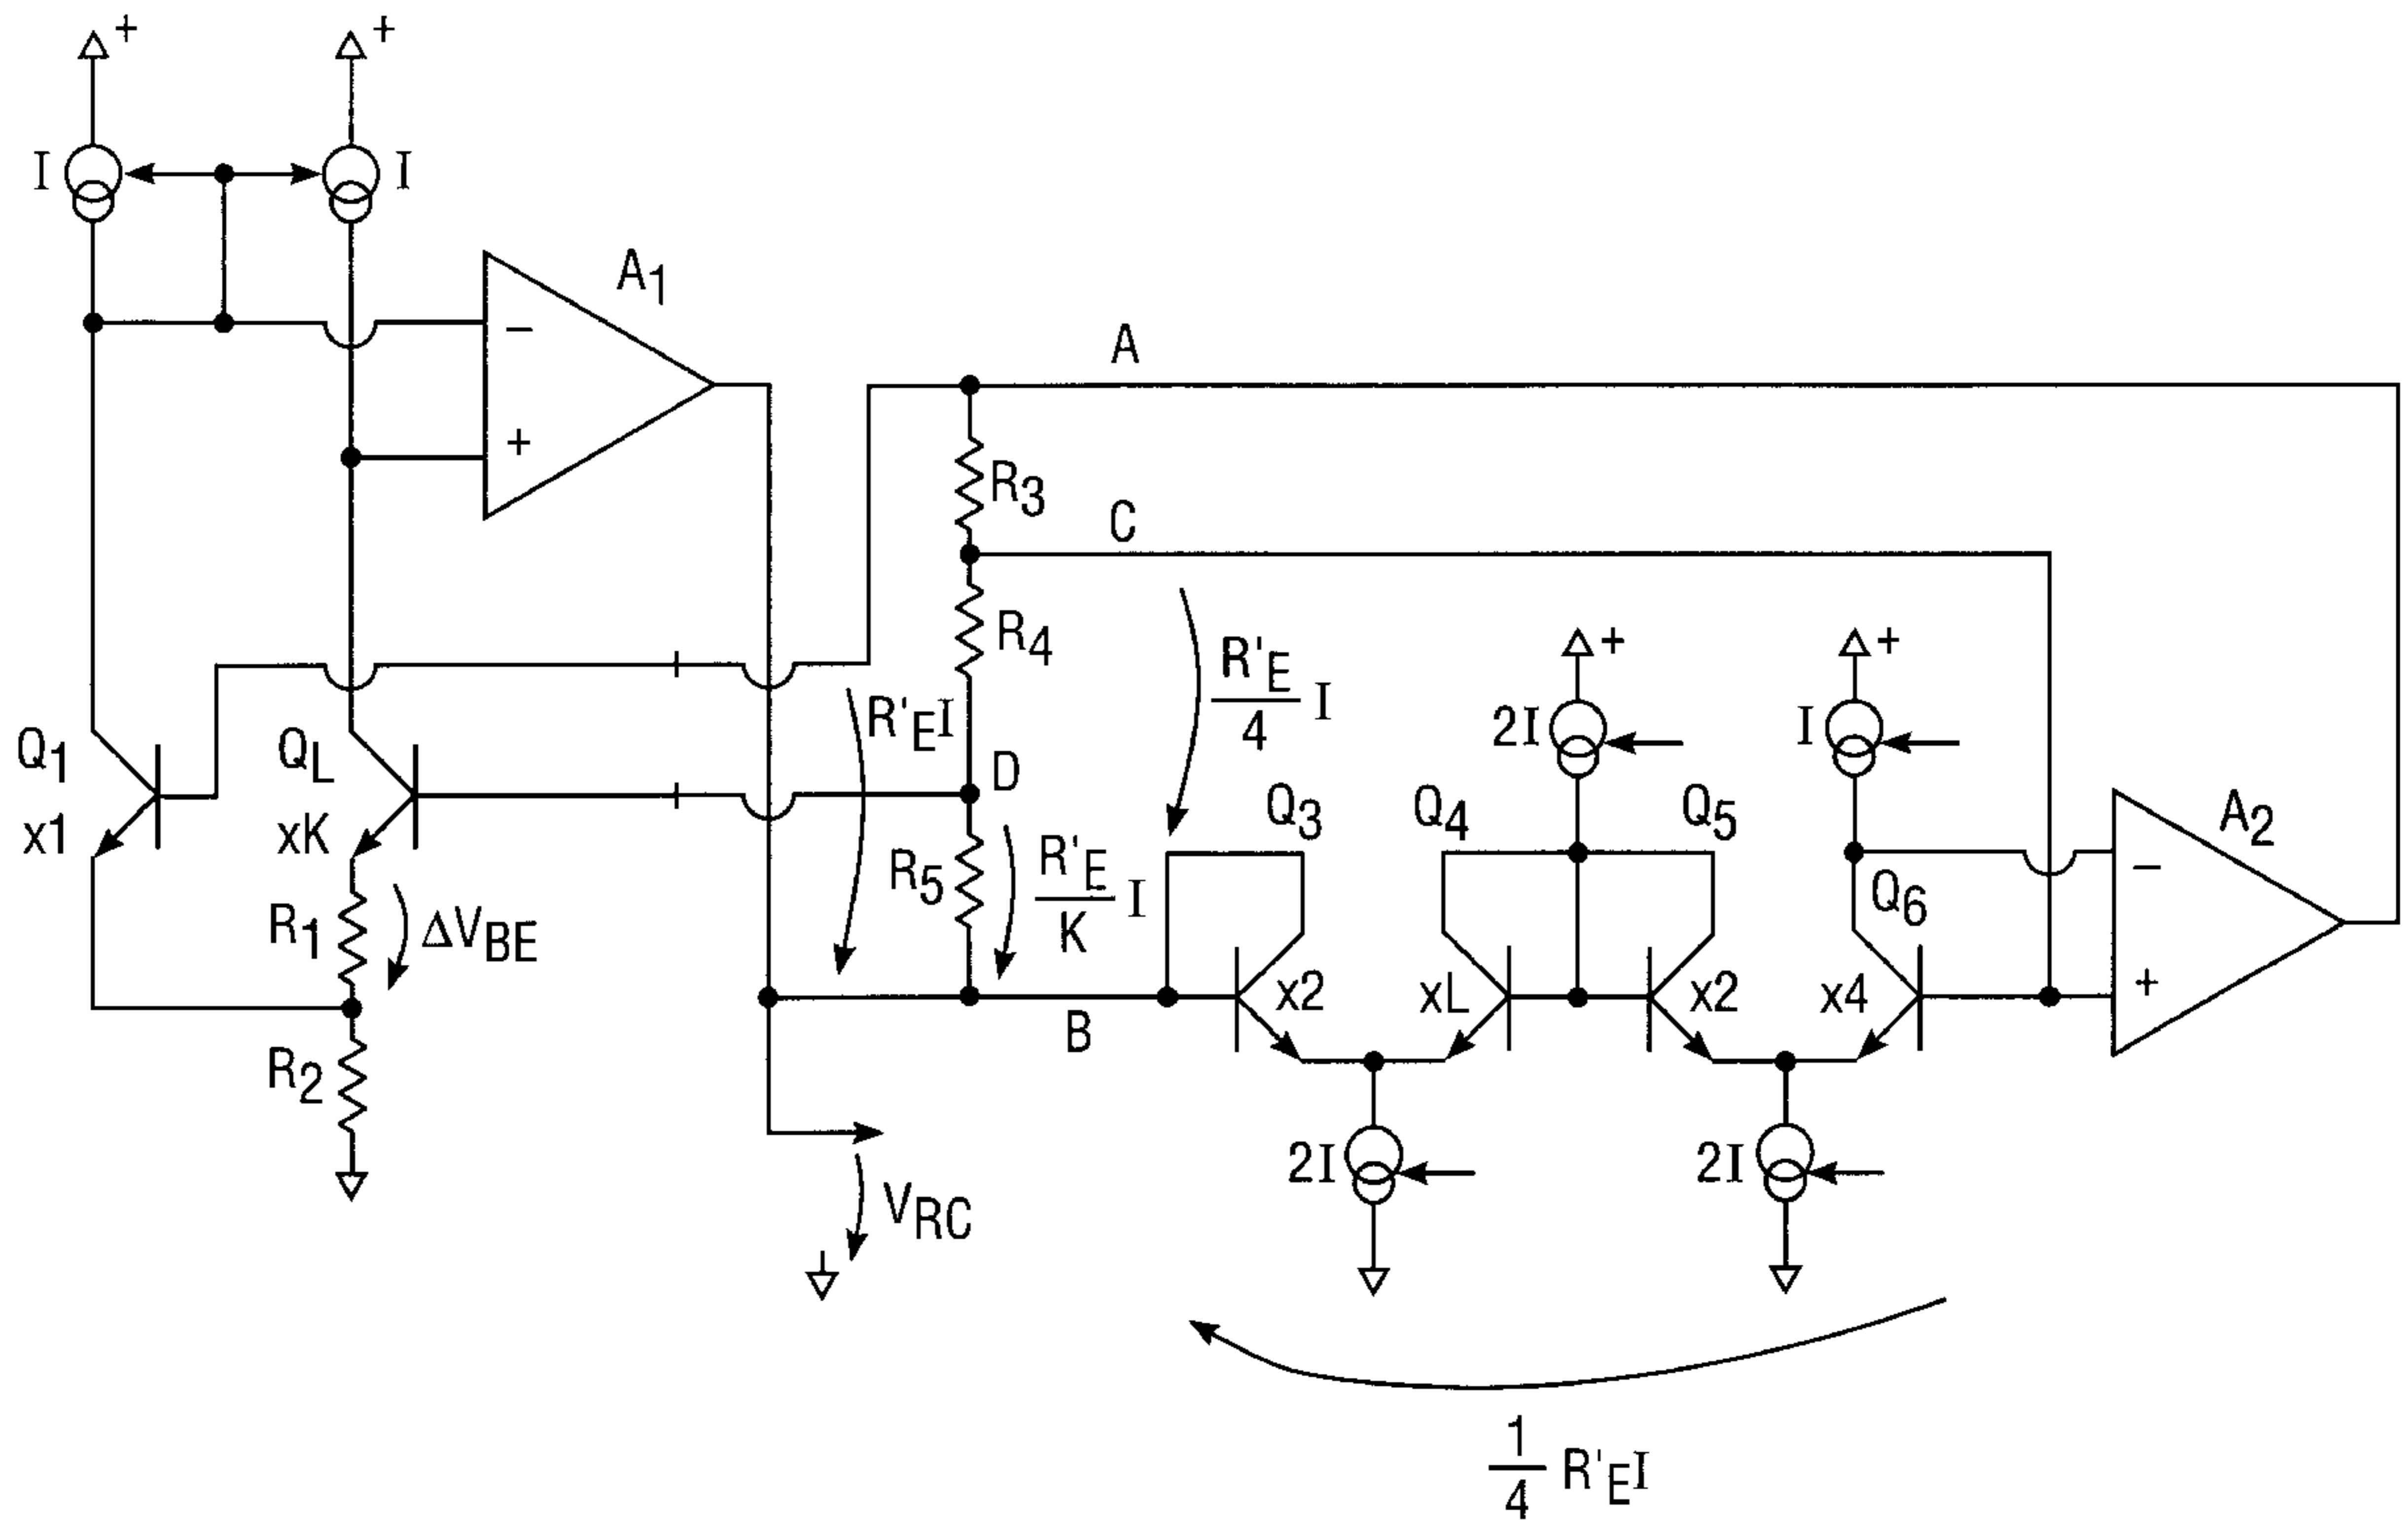 +
+
I
I
A1
−
+
A
R3
C
R4
R'E
4
I
+
+
2I
I
R'EI
Q1
x1
QL
xK
D
Q3
Q4
Q5
A2
−
+
Q6
R5
R'E
K
I
R1
ΔVBE
x2
xL
x2
x4
B
R2
2I
2I
VRC
1
4
R'EI